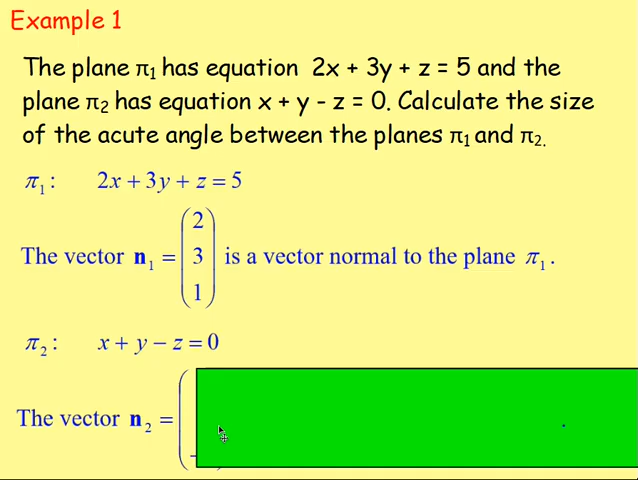 Example 1
The plane π₁ has equation 2x + 3y + z = 5 and the
plane π₂ has equation x + y - z = 0. Calculate the size
of the acute angle between the planes π₁ and π₂.
π₁: 2x + 3y + z = 5
The vector n₁ = (2 3 1) is a vector normal to the plane π₁.
π₂: x + y − z = 0
The vector n₂ = (